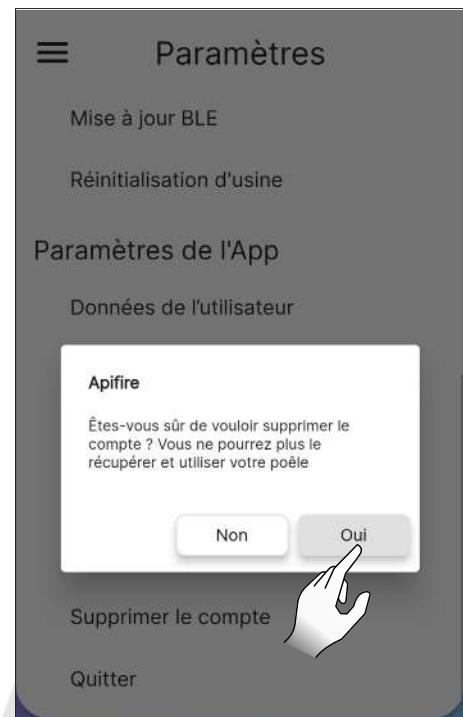 Paramètres
Mise à jour BLE
Réinitialisation d'usine
Paramètres de l'App
Données de l'utilisateur
Apifire
Êtes-vous sûr de vouloir supprimer le
compte ? Vous ne pourrez plus le
récupérer et utiliser votre poêle
Non Oui
Supprimer le compte
Quitter